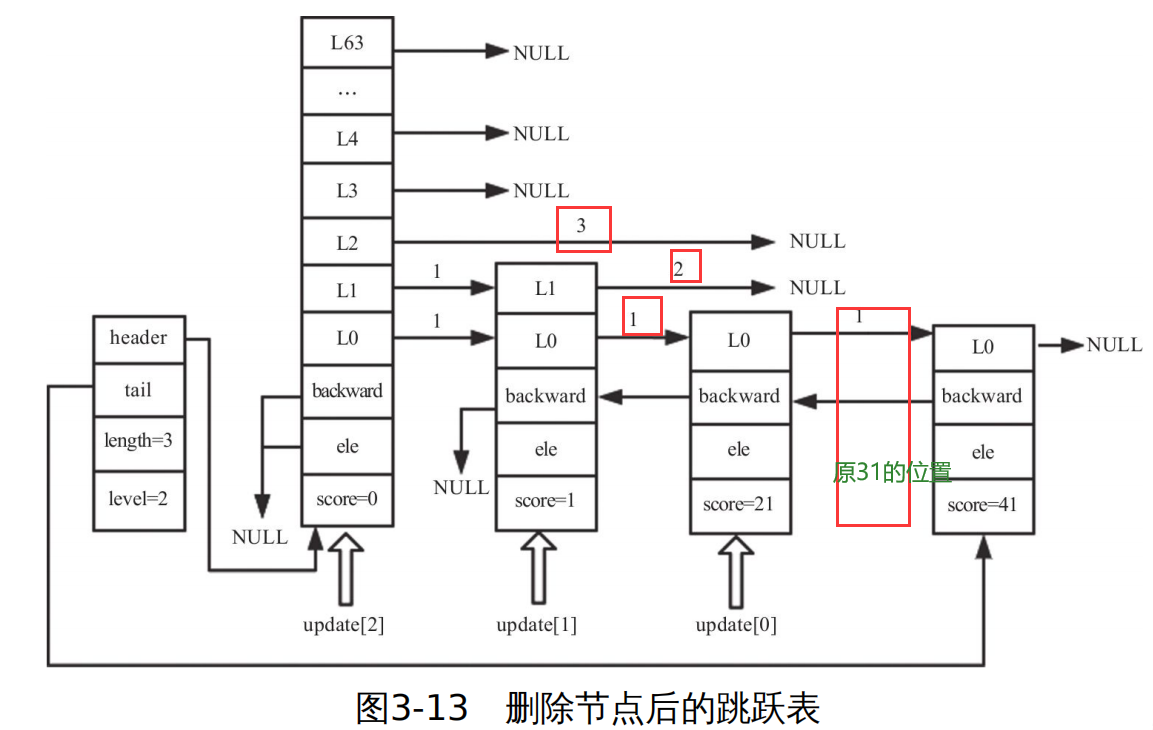 L63
NULL
...
L4
NULL
L3
NULL
3
L2
NULL
1
2
L1
L1
NULL
1
1
1
header
L0
L0
L0
L0
NULL
tail
backward
backward
backward
backward
length=3
ele
ele
ele
ele
原31的位置
level=2
score=0
NULL
score=1
score=21
score=41
NULL
update[2]
update[1]
update[0]
图3-13 删除节点后的跳跃表